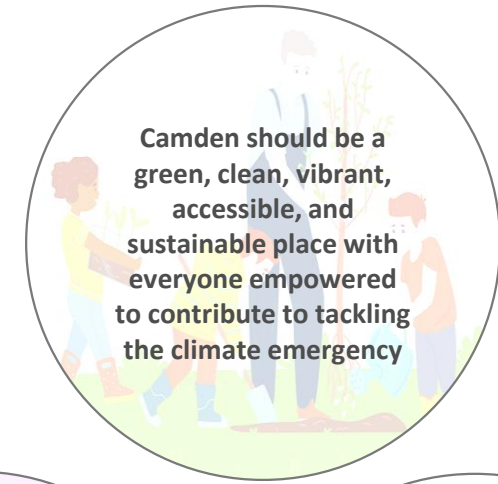 Camden should be a
green, clean, vibrant,
accessible, and
sustainable place with
everyone empowered
to contribute to tackling
the climate emergency